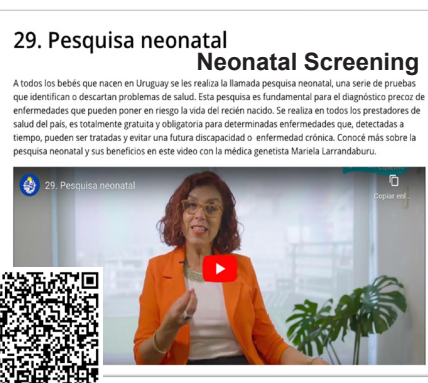 29. Pesquisa neonatal
Neonatal Screening
A todos los bebés que nacen en Uruguay se les realiza la llamada pesquisa neonatal, una serie de pruebas
que identifican o descartan problemas de salud. Esta pesquisa es fundamental para el diagnóstico precoz de
enfermedades que pueden poner en riesgo la vida del recién nacido. Se realiza en todos los prestadores de
salud del país, es totalmente gratuita y obligatoria para determinadas enfermedades que, detectadas a
tiempo, pueden ser tratadas y evitar una futura discapacidad o enfermedad crónica. Conocé más sobre la
pesquisa neonatal y sus beneficios en este video con la médica genetista Mariela Larrandaburu.
29. Pesquisa neonatal
Copiar enl...